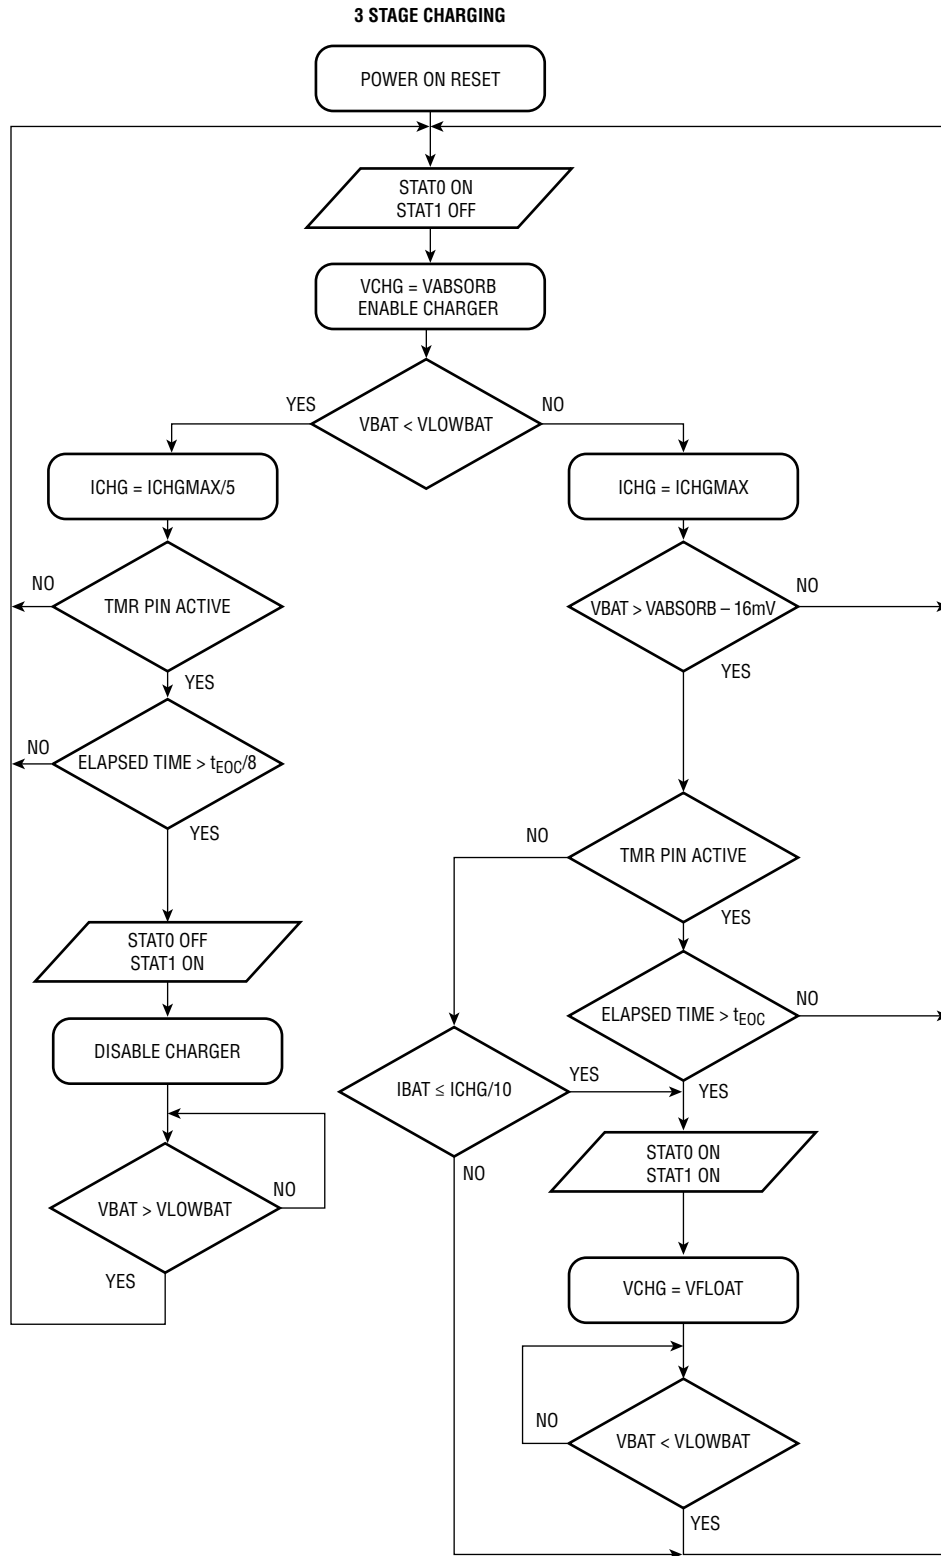 3 STAGE CHARGING
POWER ON RESET
STAT0 ON
STAT1 OFF
VCHG = VABSORB
ENABLE CHARGER
YES
NO
VBAT < VLOWBAT
ICHG = ICHGMAX/5
ICHG = ICHGMAX
NO
TMR PIN ACTIVE
YES
NO
VBAT > VABSORB – 16mV
YES
NO
ELAPSED TIME > tEOC/8
YES
NO
TMR PIN ACTIVE
YES
STAT0 OFF
STAT1 ON
DISABLE CHARGER
ELAPSED TIME > tEOC
NO
YES
IBAT ≤ ICHG/10
YES
NO
STAT0 ON
STAT1 ON
VBAT > VLOWBAT
NO
YES
VCHG = VFLOAT
NO
VBAT < VLOWBAT
YES